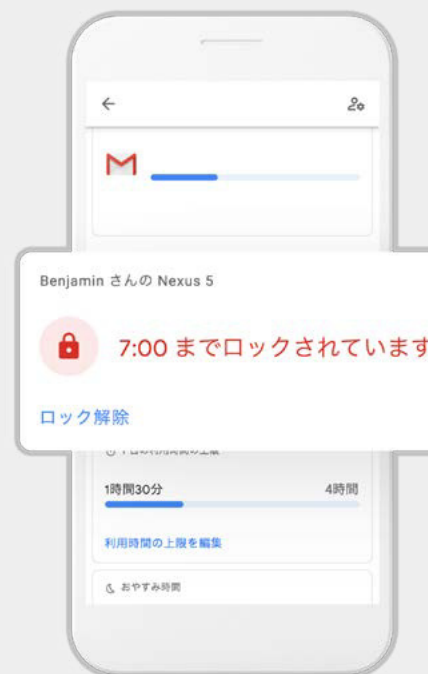 Benjamin さんの Nexus 5
7:00 までロックされています
ロック解除
1時間30分 4時間
利用時間の上限を編集
おやすみ時間